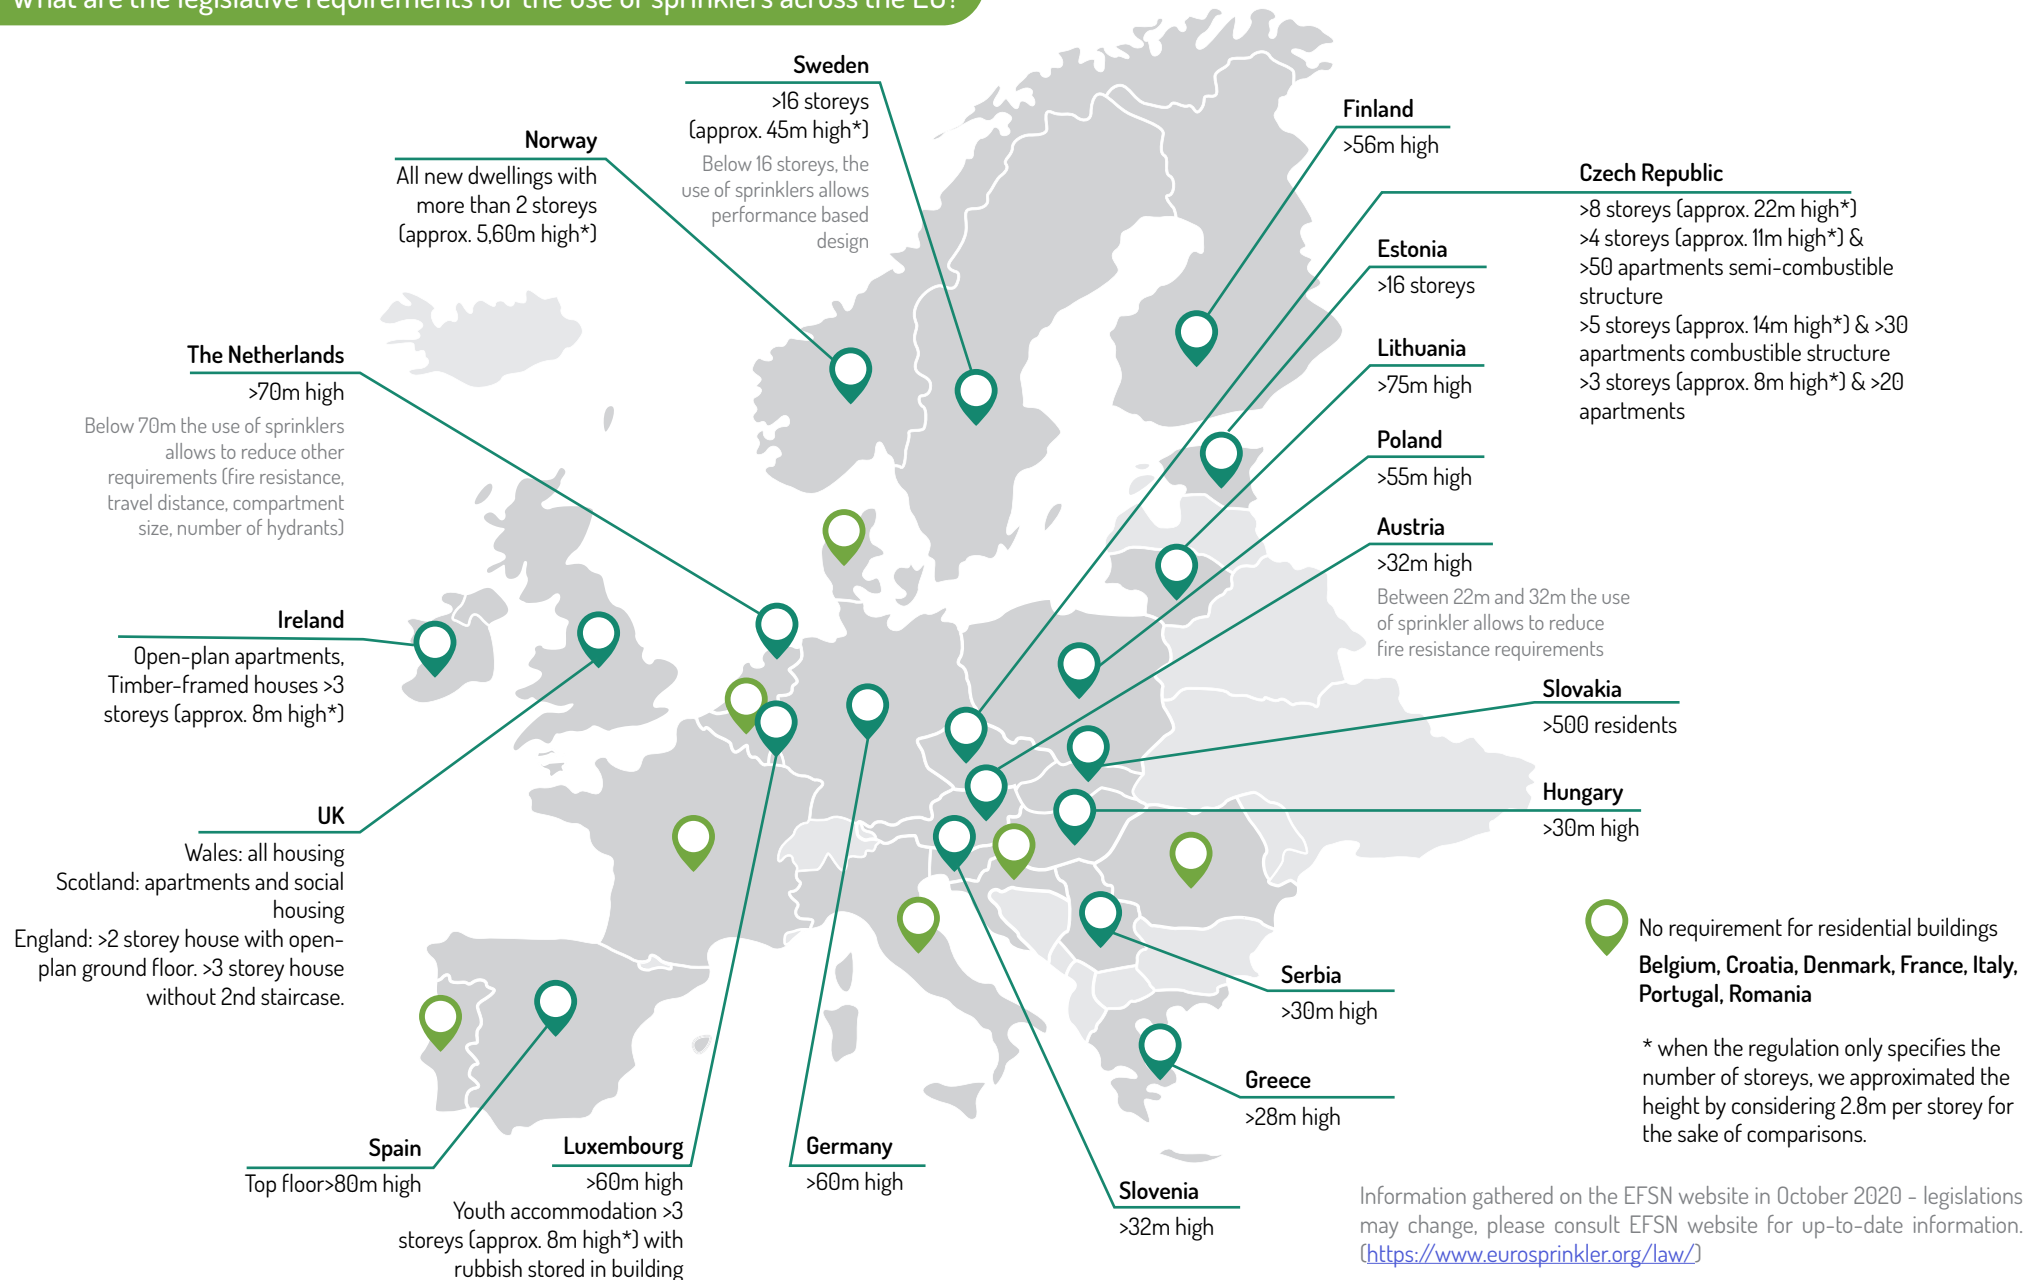 What are the legislative requirements for the use of sprinklers across the EU?
Sweden
>16 storeys
(approx. 45m high*)
Below 16 storeys, the
use of sprinklers allows
performance based
design
Norway
All new dwellings with
more than 2 storeys
(approx. 5,60m high*)
Finland
>56m high
Czech Republic
>8 storeys (approx. 22m high*)
>4 storeys (approx. 11m high*) &
>50 apartments semi-combustible
structure
>5 storeys (approx. 14m high*) & >30
apartments combustible structure
>3 storeys (approx. 8m high*) & >20
apartments
Estonia
>16 storeys
Lithuania
>75m high
Poland
>55m high
Austria
>32m high
Between 22m and 32m the use
of sprinkler allows to reduce
fire resistance requirements
The Netherlands
>70m high
Below 70m the use of sprinklers
allows to reduce other
requirements (fire resistance,
travel distance, compartment
size, number of hydrants)
Ireland
Open-plan apartments,
Timber-framed houses >3
storeys (approx. 8m high*)
UK
Wales: all housing
Scotland: apartments and social
housing
England: >2 storey house with open-
plan ground floor. >3 storey house
without 2nd staircase.
Slovakia
>500 residents
Hungary
>30m high
No requirement for residential buildings
Belgium, Croatia, Denmark, France, Italy,
Portugal, Romania
* when the regulation only specifies the
number of storeys, we approximated the
height by considering 2.8m per storey for
the sake of comparisons.
Serbia
>30m high
Greece
>28m high
Spain
Top floor>80m high
Luxembourg
>60m high
Youth accommodation >3
storeys (approx. 8m high*) with
rubbish stored in building
Germany
>60m high
Slovenia
>32m high
Information gathered on the EFSN website in October 2020 - legislations
may change, please consult EFSN website for up-to-date information.
(https://www.eurosprinkler.org/law/)